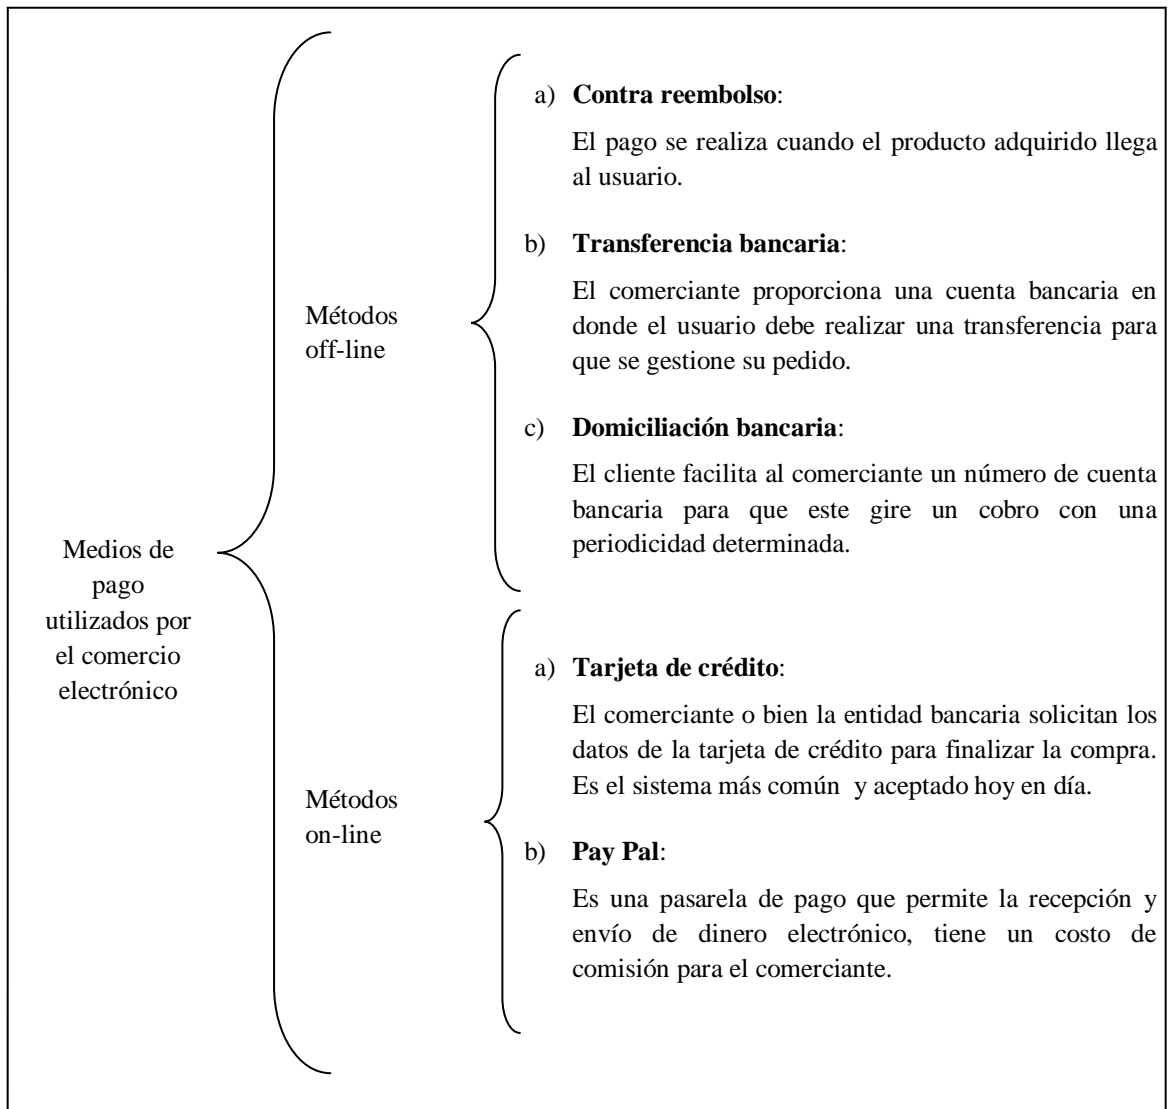 Medios de
pago
utilizados por
el comercio
electrónico
Métodos
off-line
a) Contra reembolso:
El pago se realiza cuando el producto adquirido llega
al usuario.
b) Transferencia bancaria:
El comerciante proporciona una cuenta bancaria en
donde el usuario debe realizar una transferencia para
que se gestione su pedido.
c) Domiciliación bancaria:
El cliente facilita al comerciante un número de cuenta
bancaria para que este gire un cobro con una
periodicidad determinada.
Métodos
on-line
a) Tarjeta de crédito:
El comerciante o bien la entidad bancaria solicitan los
datos de la tarjeta de crédito para finalizar la compra.
Es el sistema más común y aceptado hoy en día.
b) Pay Pal:
Es una pasarela de pago que permite la recepción y
envío de dinero electrónico, tiene un costo de
comisión para el comerciante.